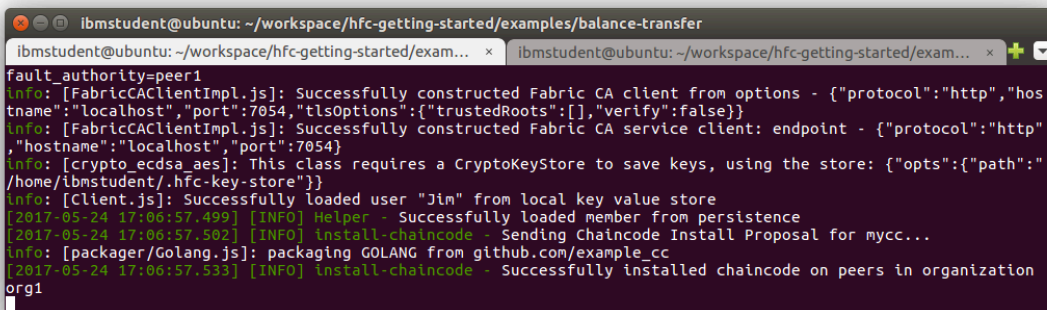 ibmstudent@ubuntu: ~/workspace/hfc-getting-started/examples/balance-transfer
ibmstudent@ubuntu: ~/workspace/hfc-getting-started/exam... × ibmstudent@ubuntu: ~/workspace/hfc-getting-started/exam... ×
fault_authority=peer1
info: [FabricCAClientImpl.js]: Successfully constructed Fabric CA client from options - {"protocol":"http","hos
tname":"localhost","port":7054,"tlsOptions":{"trustedRoots":[],"verify":false}}
info: [FabricCAClientImpl.js]: Successfully constructed Fabric CA service client: endpoint - {"protocol":"http"
,"hostname":"localhost","port":7054}
info: [crypto_ecdsa_aes]: This class requires a CryptoKeyStore to save keys, using the store: {"opts":{"path":"
/home/ibmstudent/.hfc-key-store"}}
info: [Client.js]: Successfully loaded user "Jim" from local key value store
[2017-05-24 17:06:57.499] [INFO] Helper - Successfully loaded member from persistence
[2017-05-24 17:06:57.502] [INFO] install-chaincode - Sending Chaincode Install Proposal for mycc...
info: [packager/Golang.js]: packaging GOLANG from github.com/example_cc
[2017-05-24 17:06:57.533] [INFO] install-chaincode - Successfully installed chaincode on peers in organization
org1